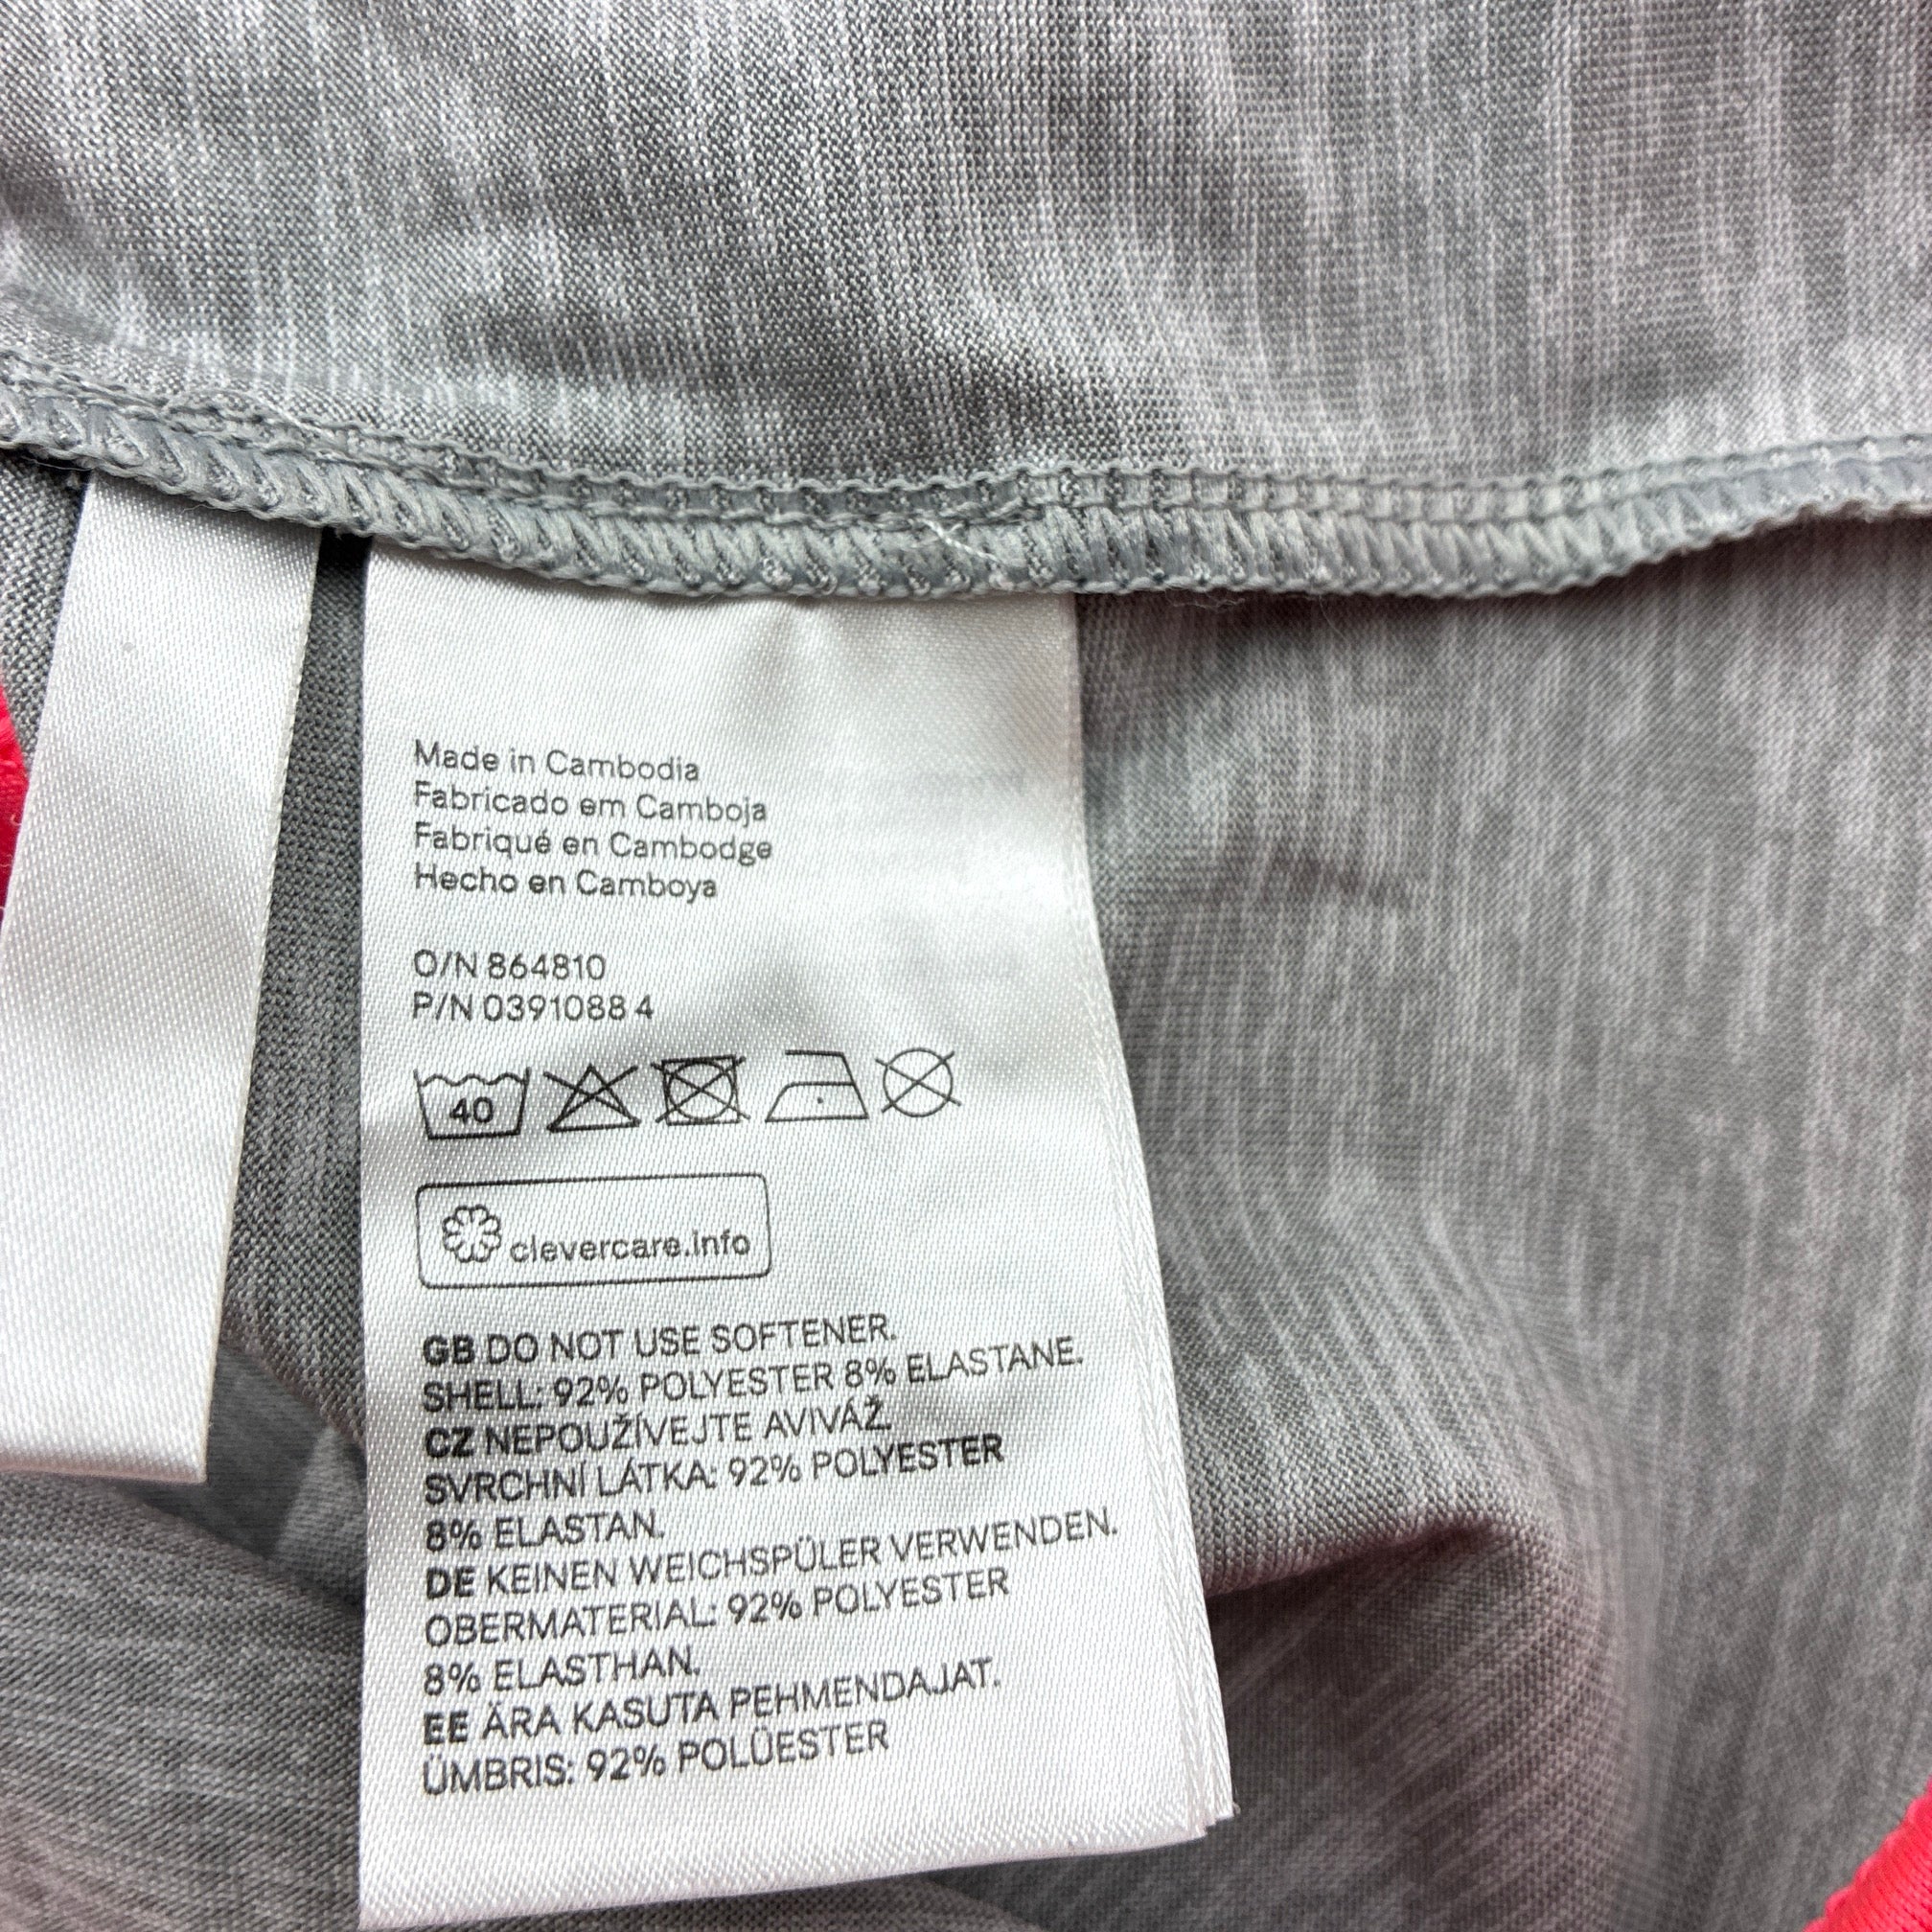 Made in Cambodia
Fabricado em Camboja
Fabriqué en Cambodge
Hecho en Camboya
O/N 864810
P/N 03910884
40
clevercare.info
GB DO NOT USE SOFTENER.
SHELL: 92% POLYESTER 8% ELASTANE.
CZ NEPOUŽÍVEJTE AVIVÁŽ.
SVRCHNÍ LÁTKA: 92% POLYESTER
8% ELASTAN.
DE KEINEN WEICHSPÜLER VERWENDEN.
OBERMATERIAL: 92% POLYESTER
8% ELASTHAN.
EE ÄRA KASUTA PEHMENDAJAT.
ÜMBRIS: 92% POLÜESTER